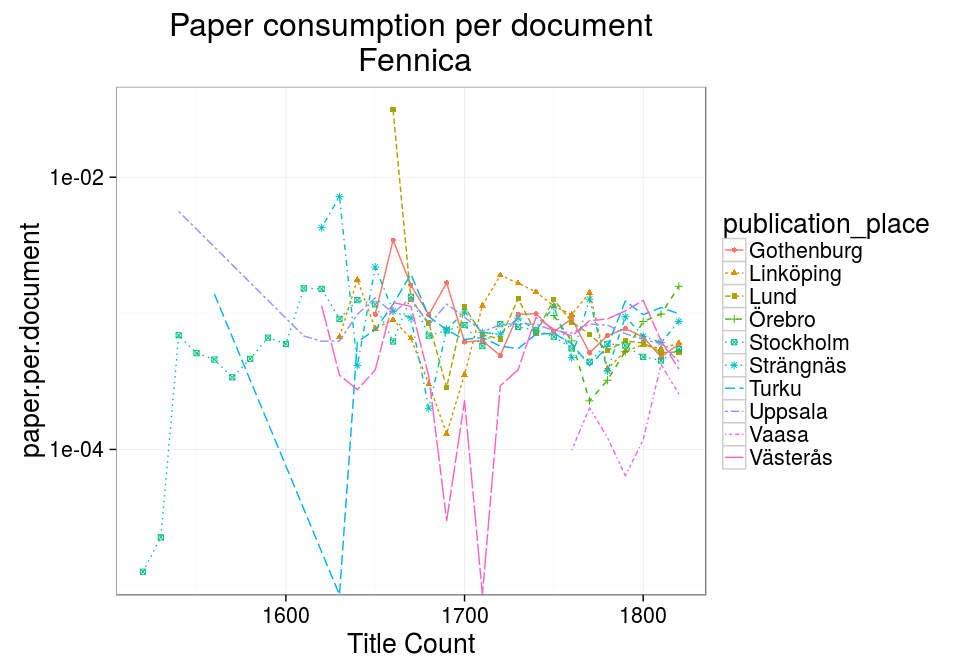 Paper consumption per document
Fennica
paper.per.document
1e-02
1e-04
1600
1700
1800
Title Count
publication_place
Gothenburg
Linköping
Lund
Örebro
Stockholm
Strängnäs
Turku
Uppsala
Vaasa
Västerås